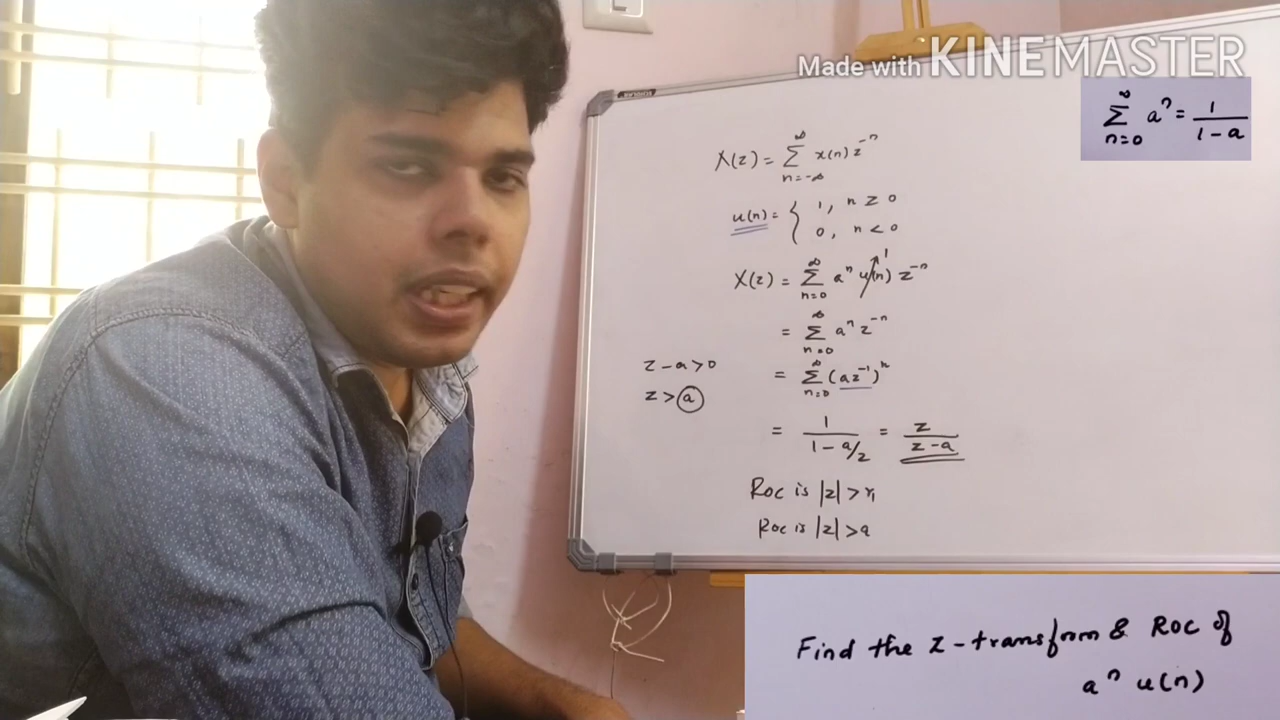 Made with KINEMASTER
∞
∑ aⁿ = 1/(1-a)
n=0
X(z) = ∑_{n=-∞}^{∞} x(n) z⁻ⁿ
u(n) = { 1, n ≥ 0
0, n < 0
X(z) = ∑_{n=0}^{∞} aⁿ u(n) ↗1 z⁻ⁿ
= ∑_{n=0}^{∞} aⁿ z⁻ⁿ
z-a>0
= ∑_{n=0}^{∞} (az⁻¹)ⁿ
z > a
= 1/(1-a/z) = z/(z-a)
Roc is |z| > r₁
Roc is |z| > a
Find the Z-transform & ROC of
aⁿ u(n)